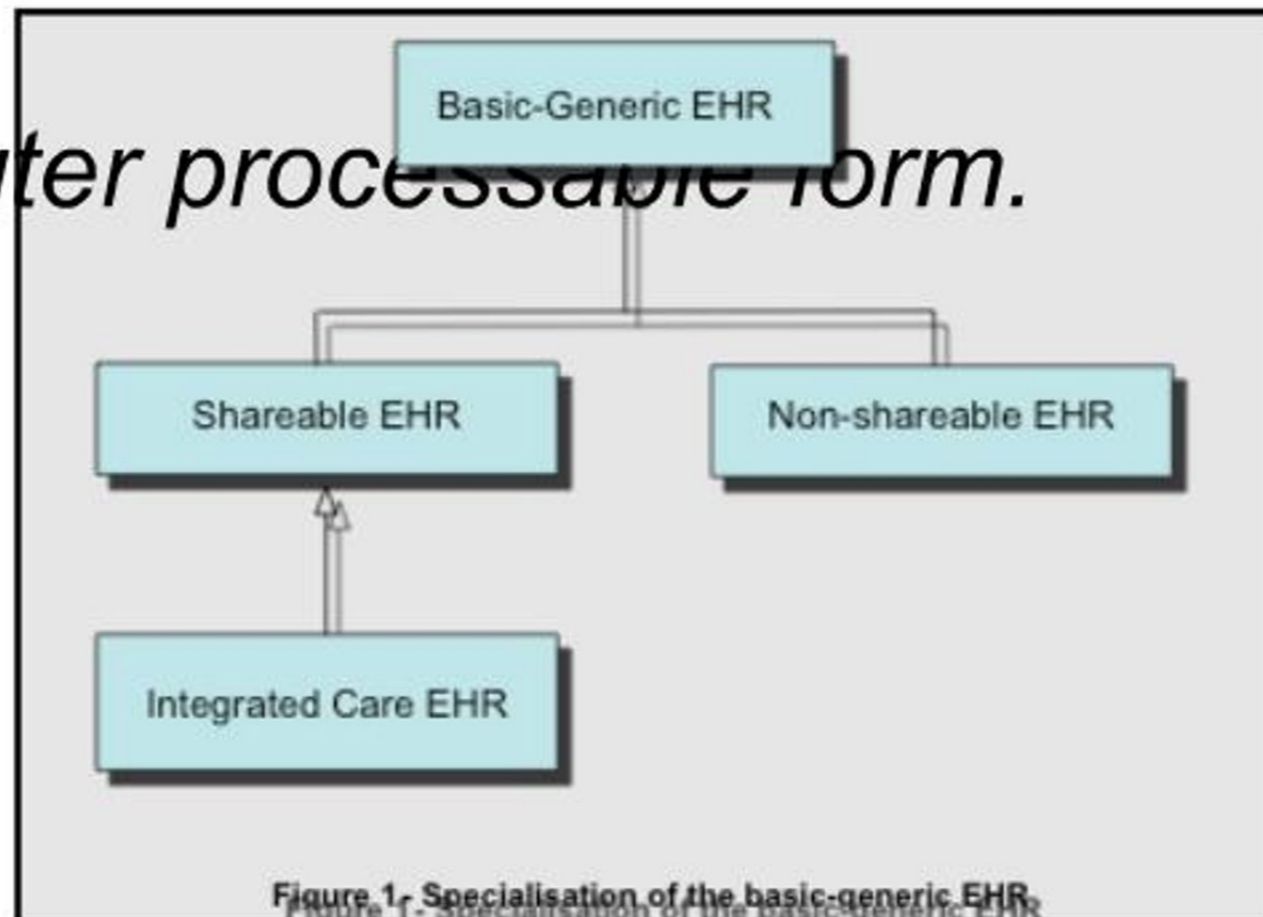 Basic-Generic EHR
processable form.
Shareable EHR
Non-shareable EHR
Integrated Care EHR
Figure 1- Specialisation of the basic-generic EHR